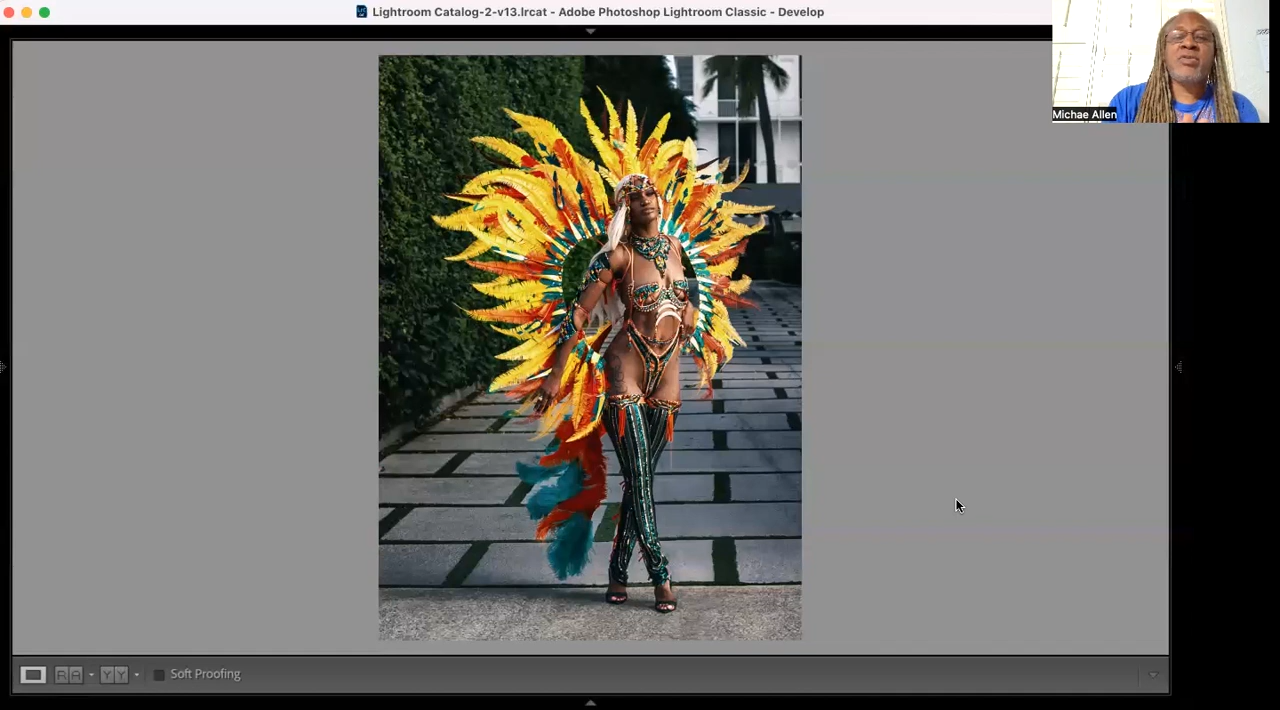 Lightroom Catalog-2-v13.lrcat - Adobe Photoshop Lightroom Classic - Develop
Michae Allen
R A
Y Y
Soft Proofing